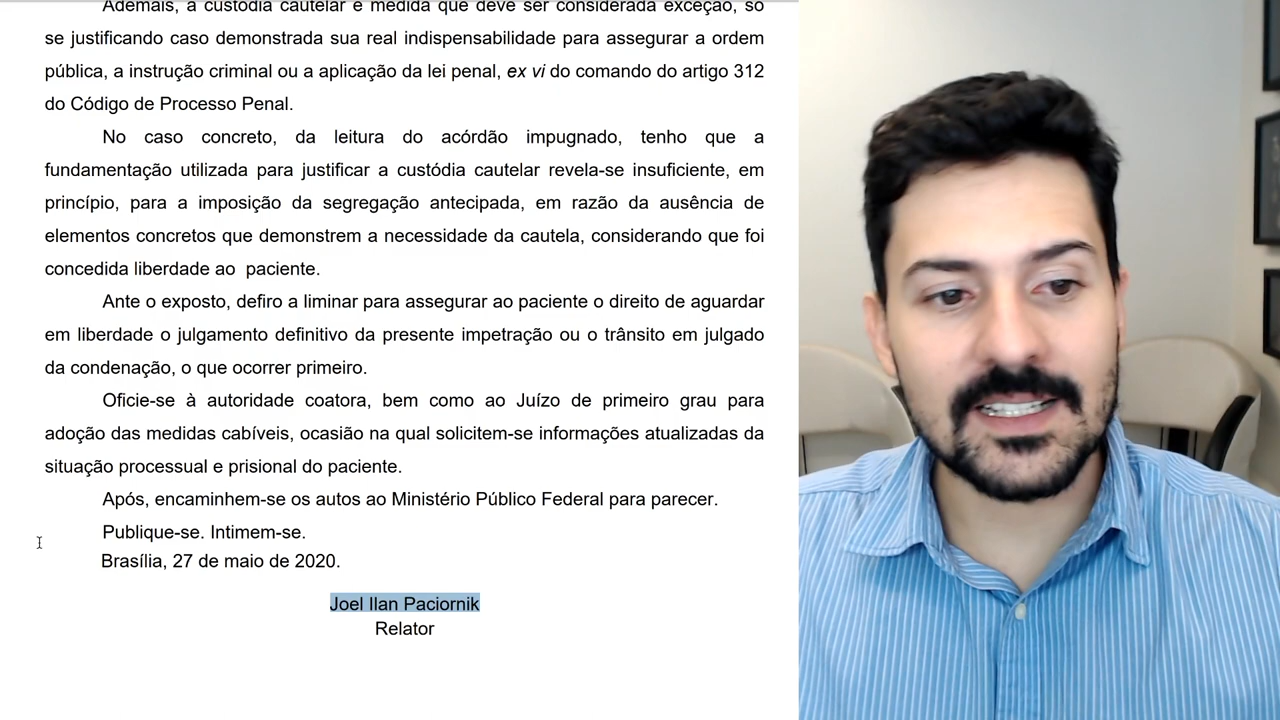 Ademais, a custódia cautelar é medida que deve ser considerada exceção, só
se justificando caso demonstrada sua real indispensabilidade para assegurar a ordem
pública, a instrução criminal ou a aplicação da lei penal, ex vi do comando do artigo 312
do Código de Processo Penal.
No caso concreto, da leitura do acórdão impugnado, tenho que a
fundamentação utilizada para justificar a custódia cautelar revela-se insuficiente, em
princípio, para a imposição da segregação antecipada, em razão da ausência de
elementos concretos que demonstrem a necessidade da cautela, considerando que foi
concedida liberdade ao paciente.
Ante o exposto, defiro a liminar para assegurar ao paciente o direito de aguardar
em liberdade o julgamento definitivo da presente impetração ou o trânsito em julgado
da condenação, o que ocorrer primeiro.
Oficie-se à autoridade coatora, bem como ao Juízo de primeiro grau para
adoção das medidas cabíveis, ocasião na qual solicitem-se informações atualizadas da
situação processual e prisional do paciente.
Após, encaminhem-se os autos ao Ministério Público Federal para parecer.
Publique-se. Intimem-se.
Brasília, 27 de maio de 2020.
Joel Ilan Paciornik
Relator